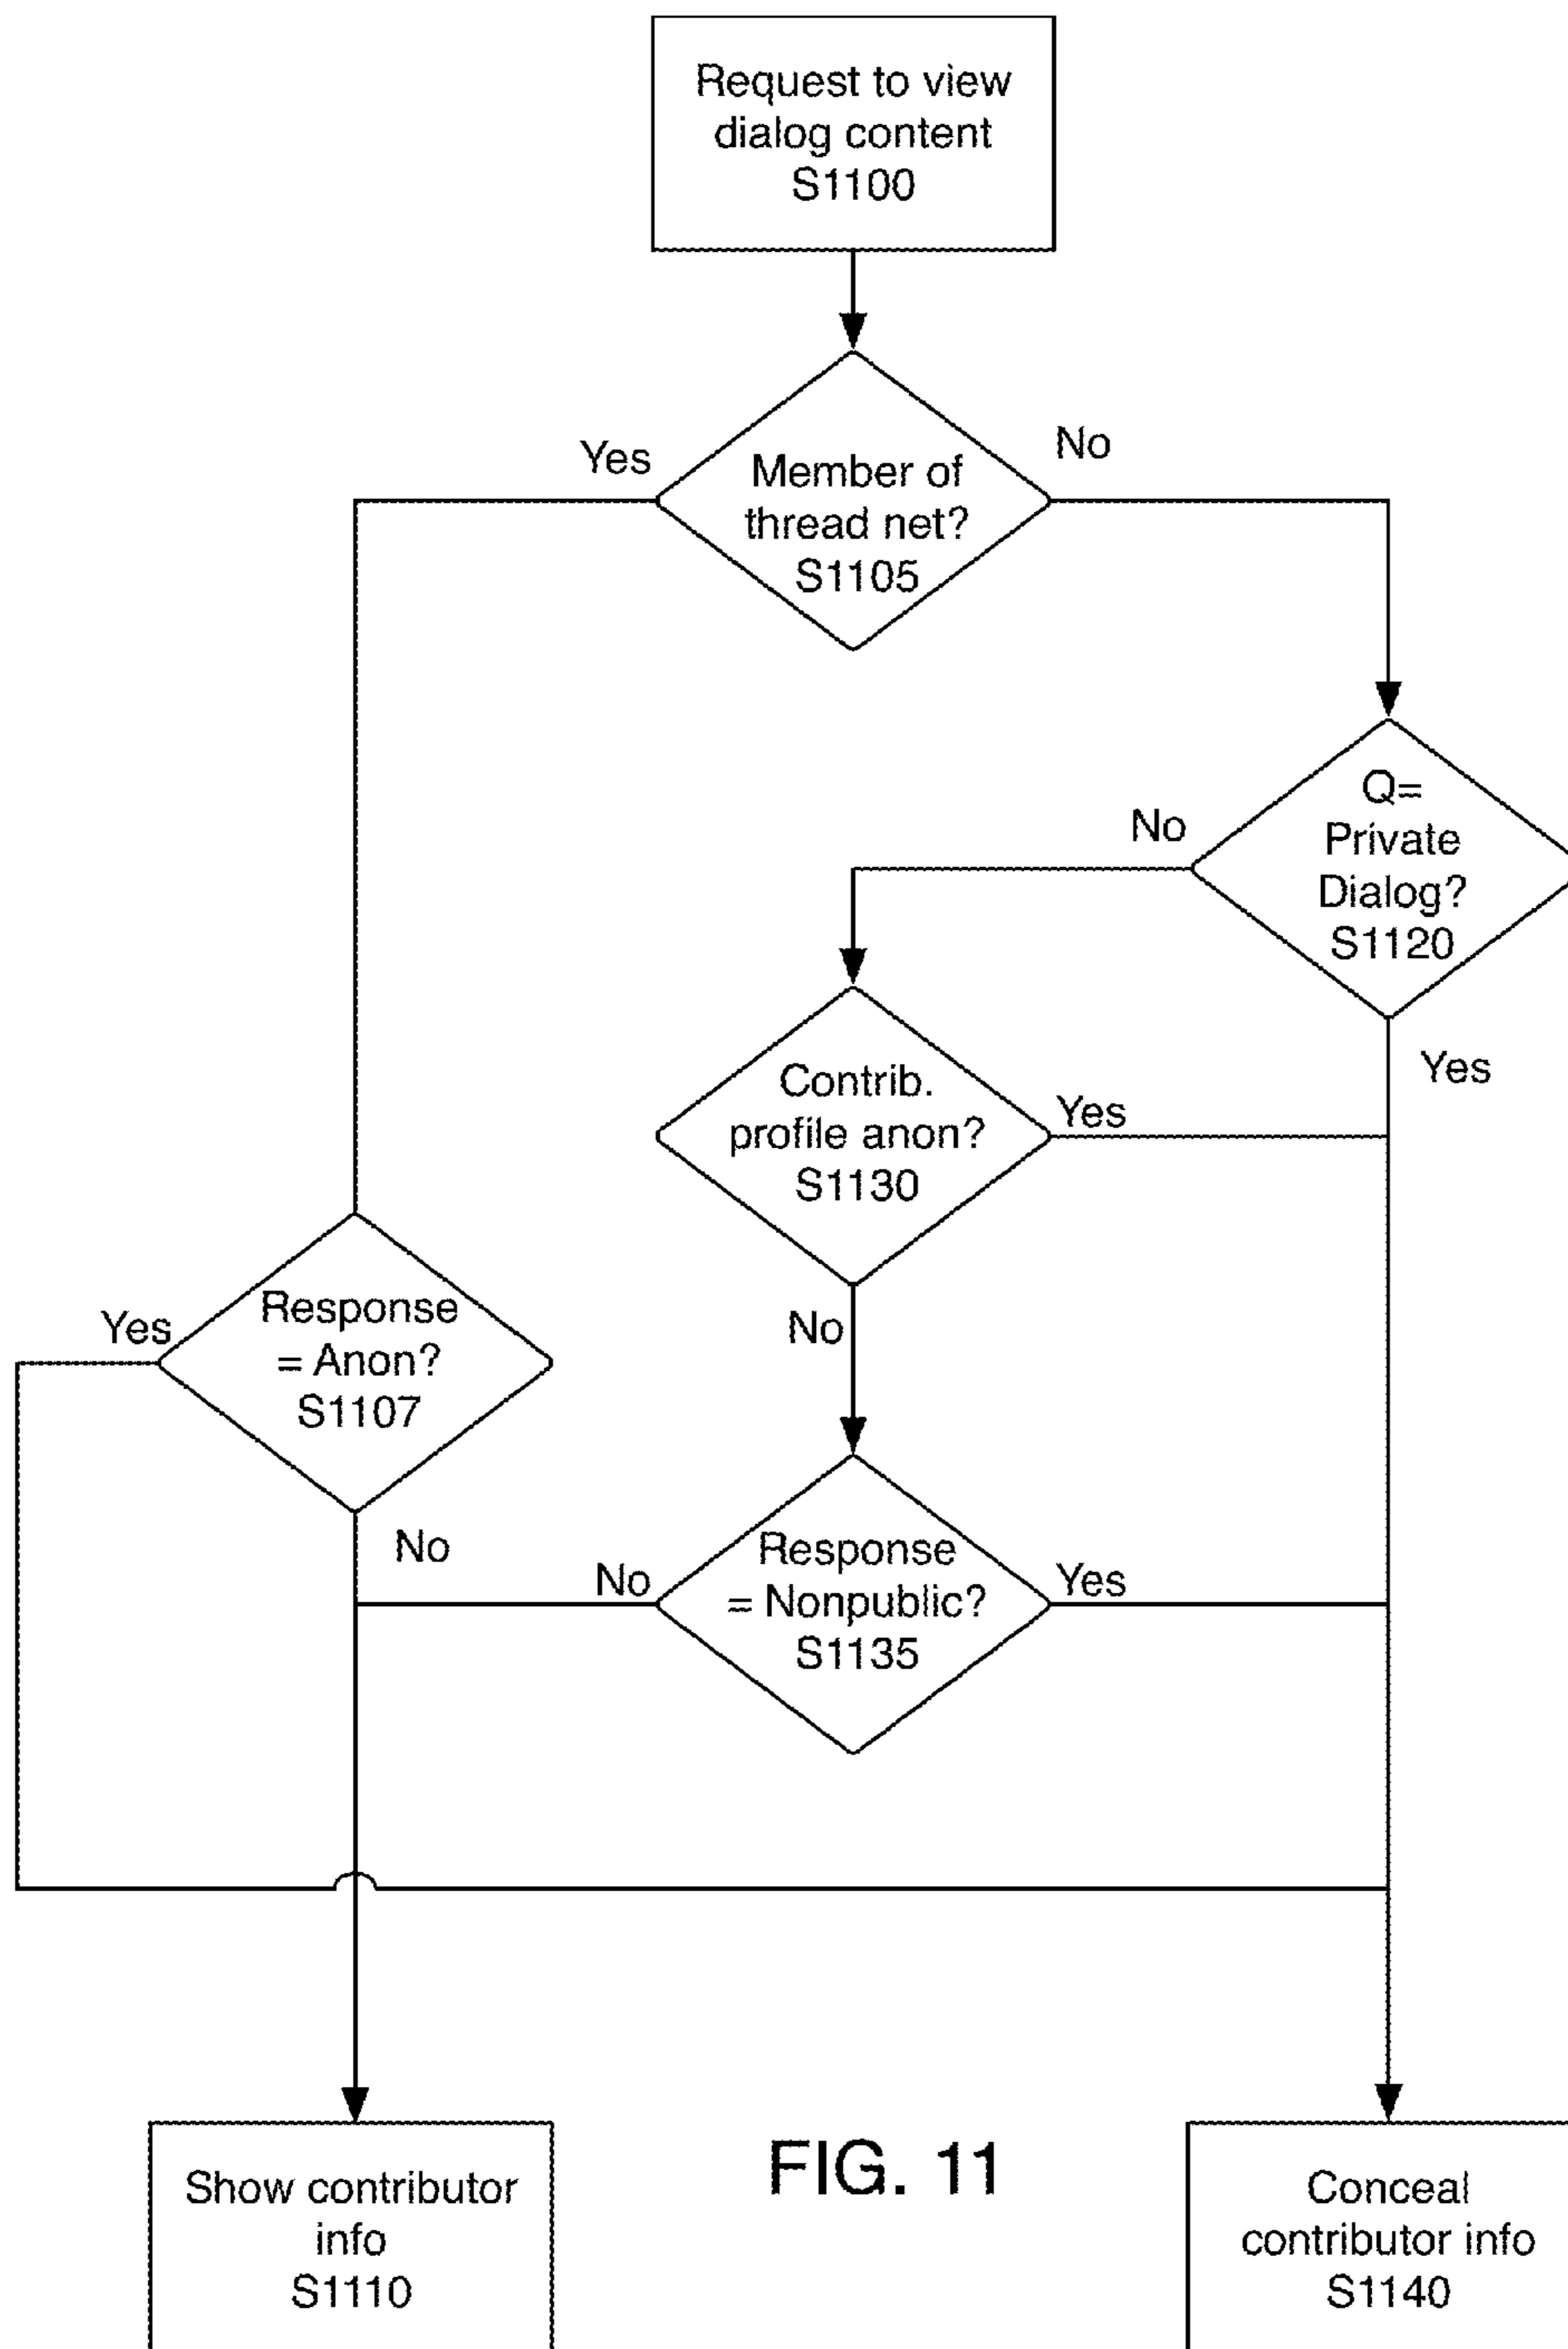 Request to view
dialog content
S1100
Yes
No
Member of
thread net?
S1105
Q=
Private
Dialog?
S1120
No
Yes
Contrib.
profile anon?
S1130
Yes
No
Response
= Anon?
S1107
Yes
No
Response
= Nonpublic?
S1135
No
Yes
Show contributor
info
S1110
FIG. 11
Conceal
contributor info
S1140